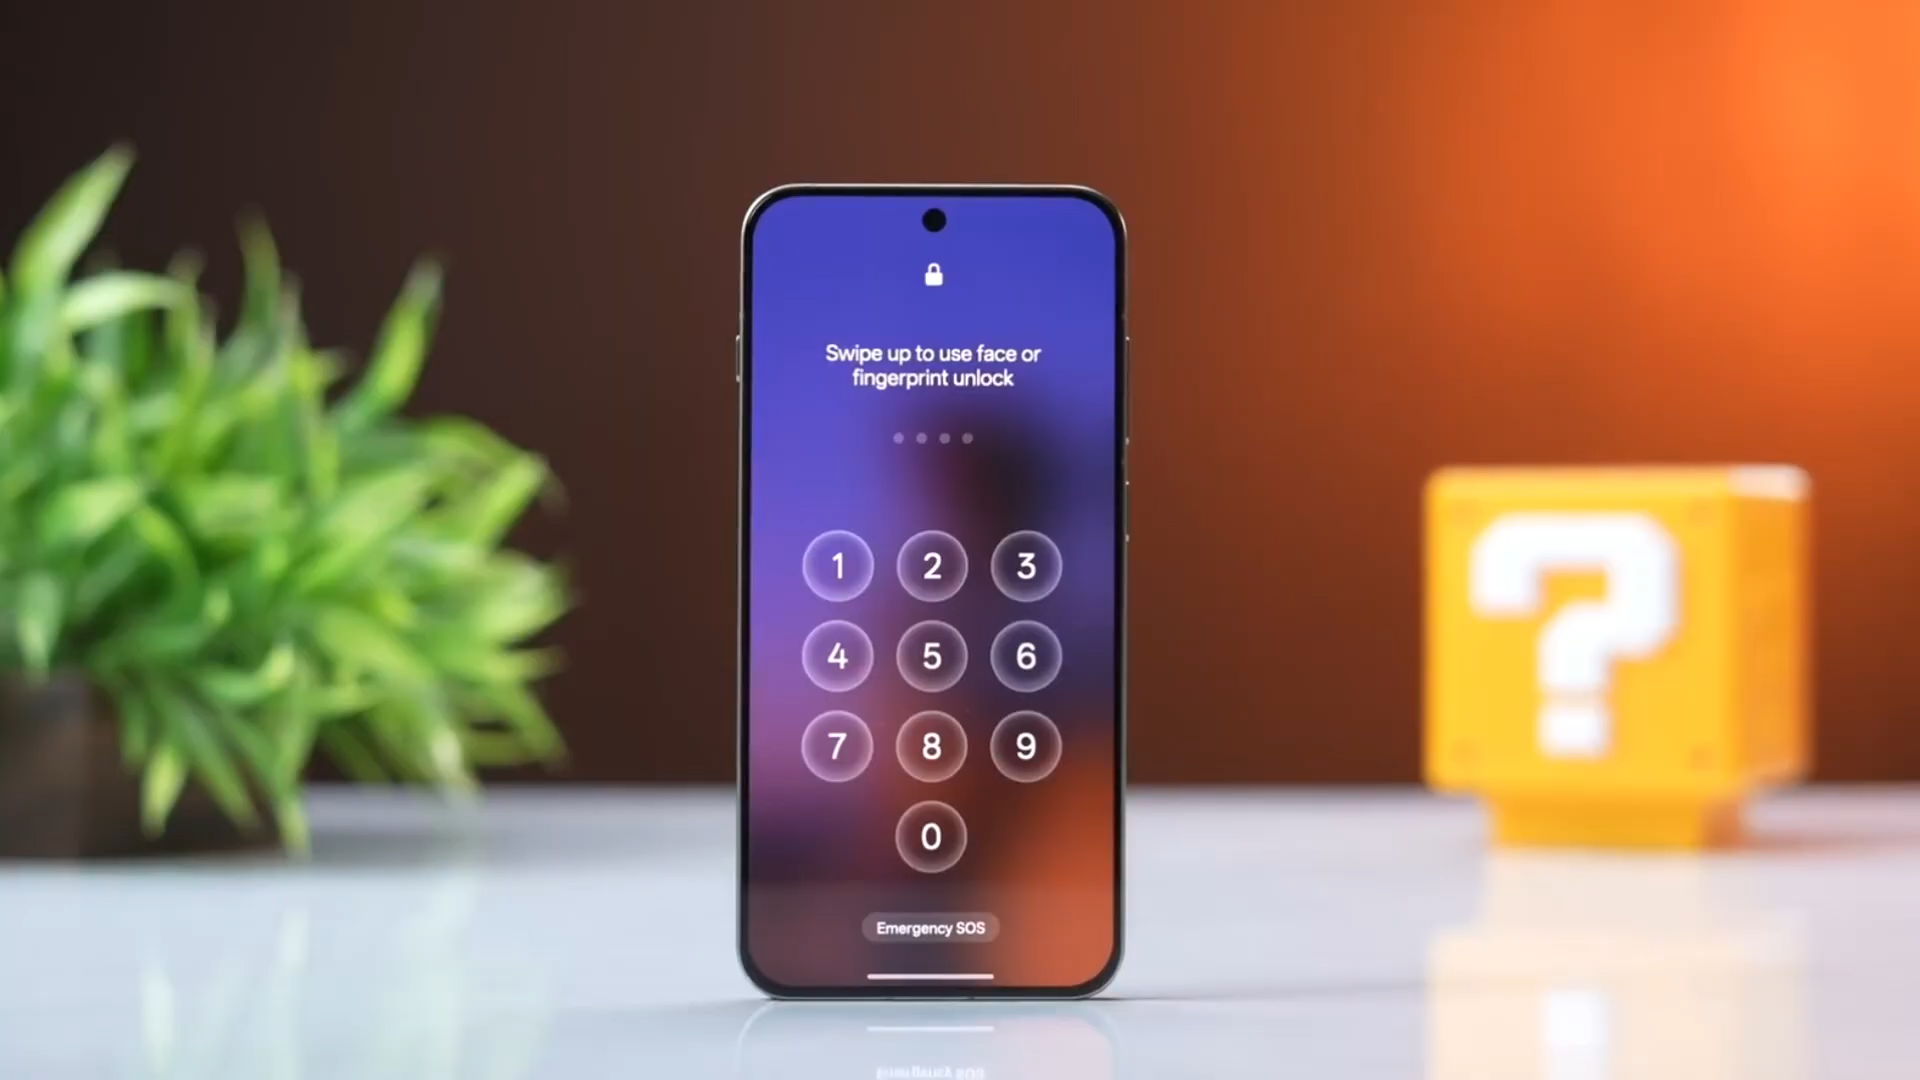 Swipe up to use face or
fingerprint unlock
1 2 3
4 5 6
7 8 9
0
Emergency SOS
?